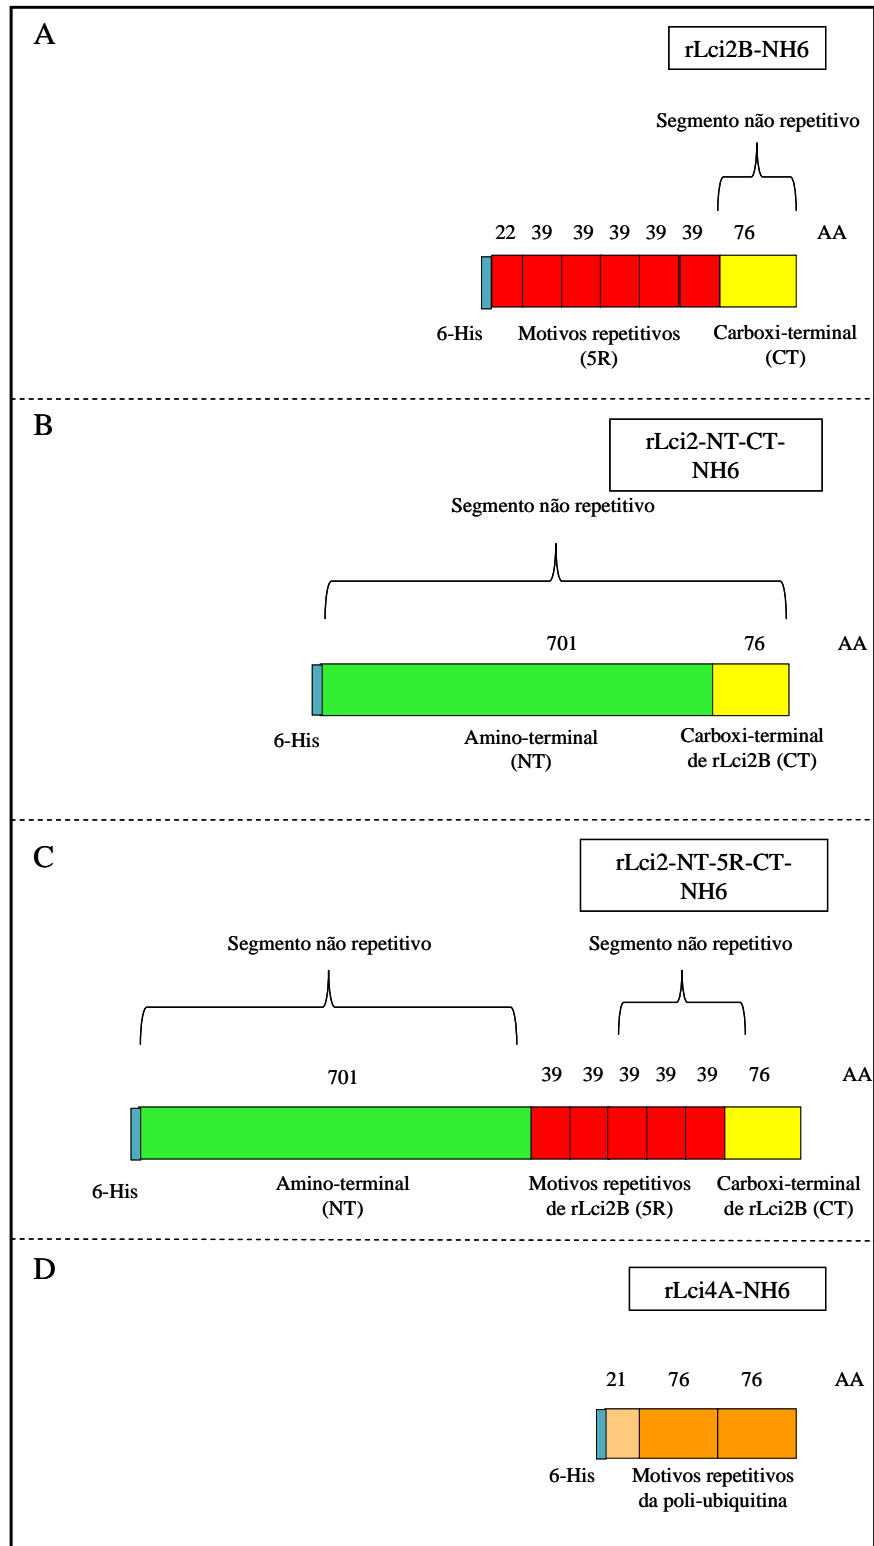 A
rLci2B-NH6
Segmento não repetitivo
22 39 39 39 39 39 76 AA
6-His
Motivos repetitivos
(5R)
Carboxi-terminal
(CT)
B
rLci2-NT-CT-
NH6
Segmento não repetitivo
701 76 AA
6-His
Amino-terminal
(NT)
Carboxi-terminal
de rLci2B (CT)
C
rLci2-NT-5R-CT-
NH6
Segmento não repetitivo
Segmento não repetitivo
701 39 39 39 39 39 76 AA
6-His
Amino-terminal
(NT)
Motivos repetitivos
de rLci2B (5R)
Carboxi-terminal
de rLci2B (CT)
D
rLci4A-NH6
21 76 76 AA
6-His
Motivos repetitivos
da poli-ubiquitina